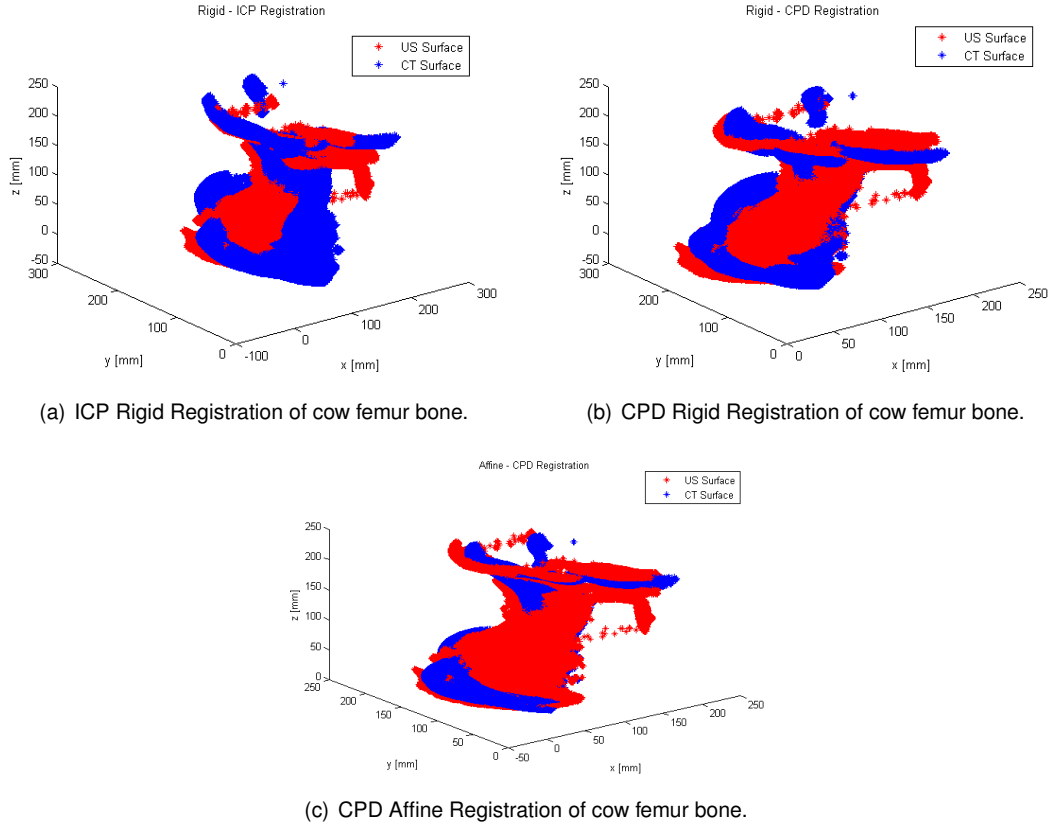 Rigid - ICP Registration
US Surface
CT Surface
250
200
150
100
50
0
-50
z [mm]
300
200
100
0
y [mm]
-100
0
100
200
300
x [mm]
(a) ICP Rigid Registration of cow femur bone.
Rigid - CPD Registration
US Surface
CT Surface
250
200
150
100
50
0
-50
z [mm]
300
200
100
0
y [mm]
0
50
100
150
200
250
x [mm]
(b) CPD Rigid Registration of cow femur bone.
Affine - CPD Registration
US Surface
CT Surface
250
200
150
100
50
0
z [mm]
250
200
150
100
50
0
y [mm]
-50
0
50
100
150
200
250
x [mm]
(c) CPD Affine Registration of cow femur bone.